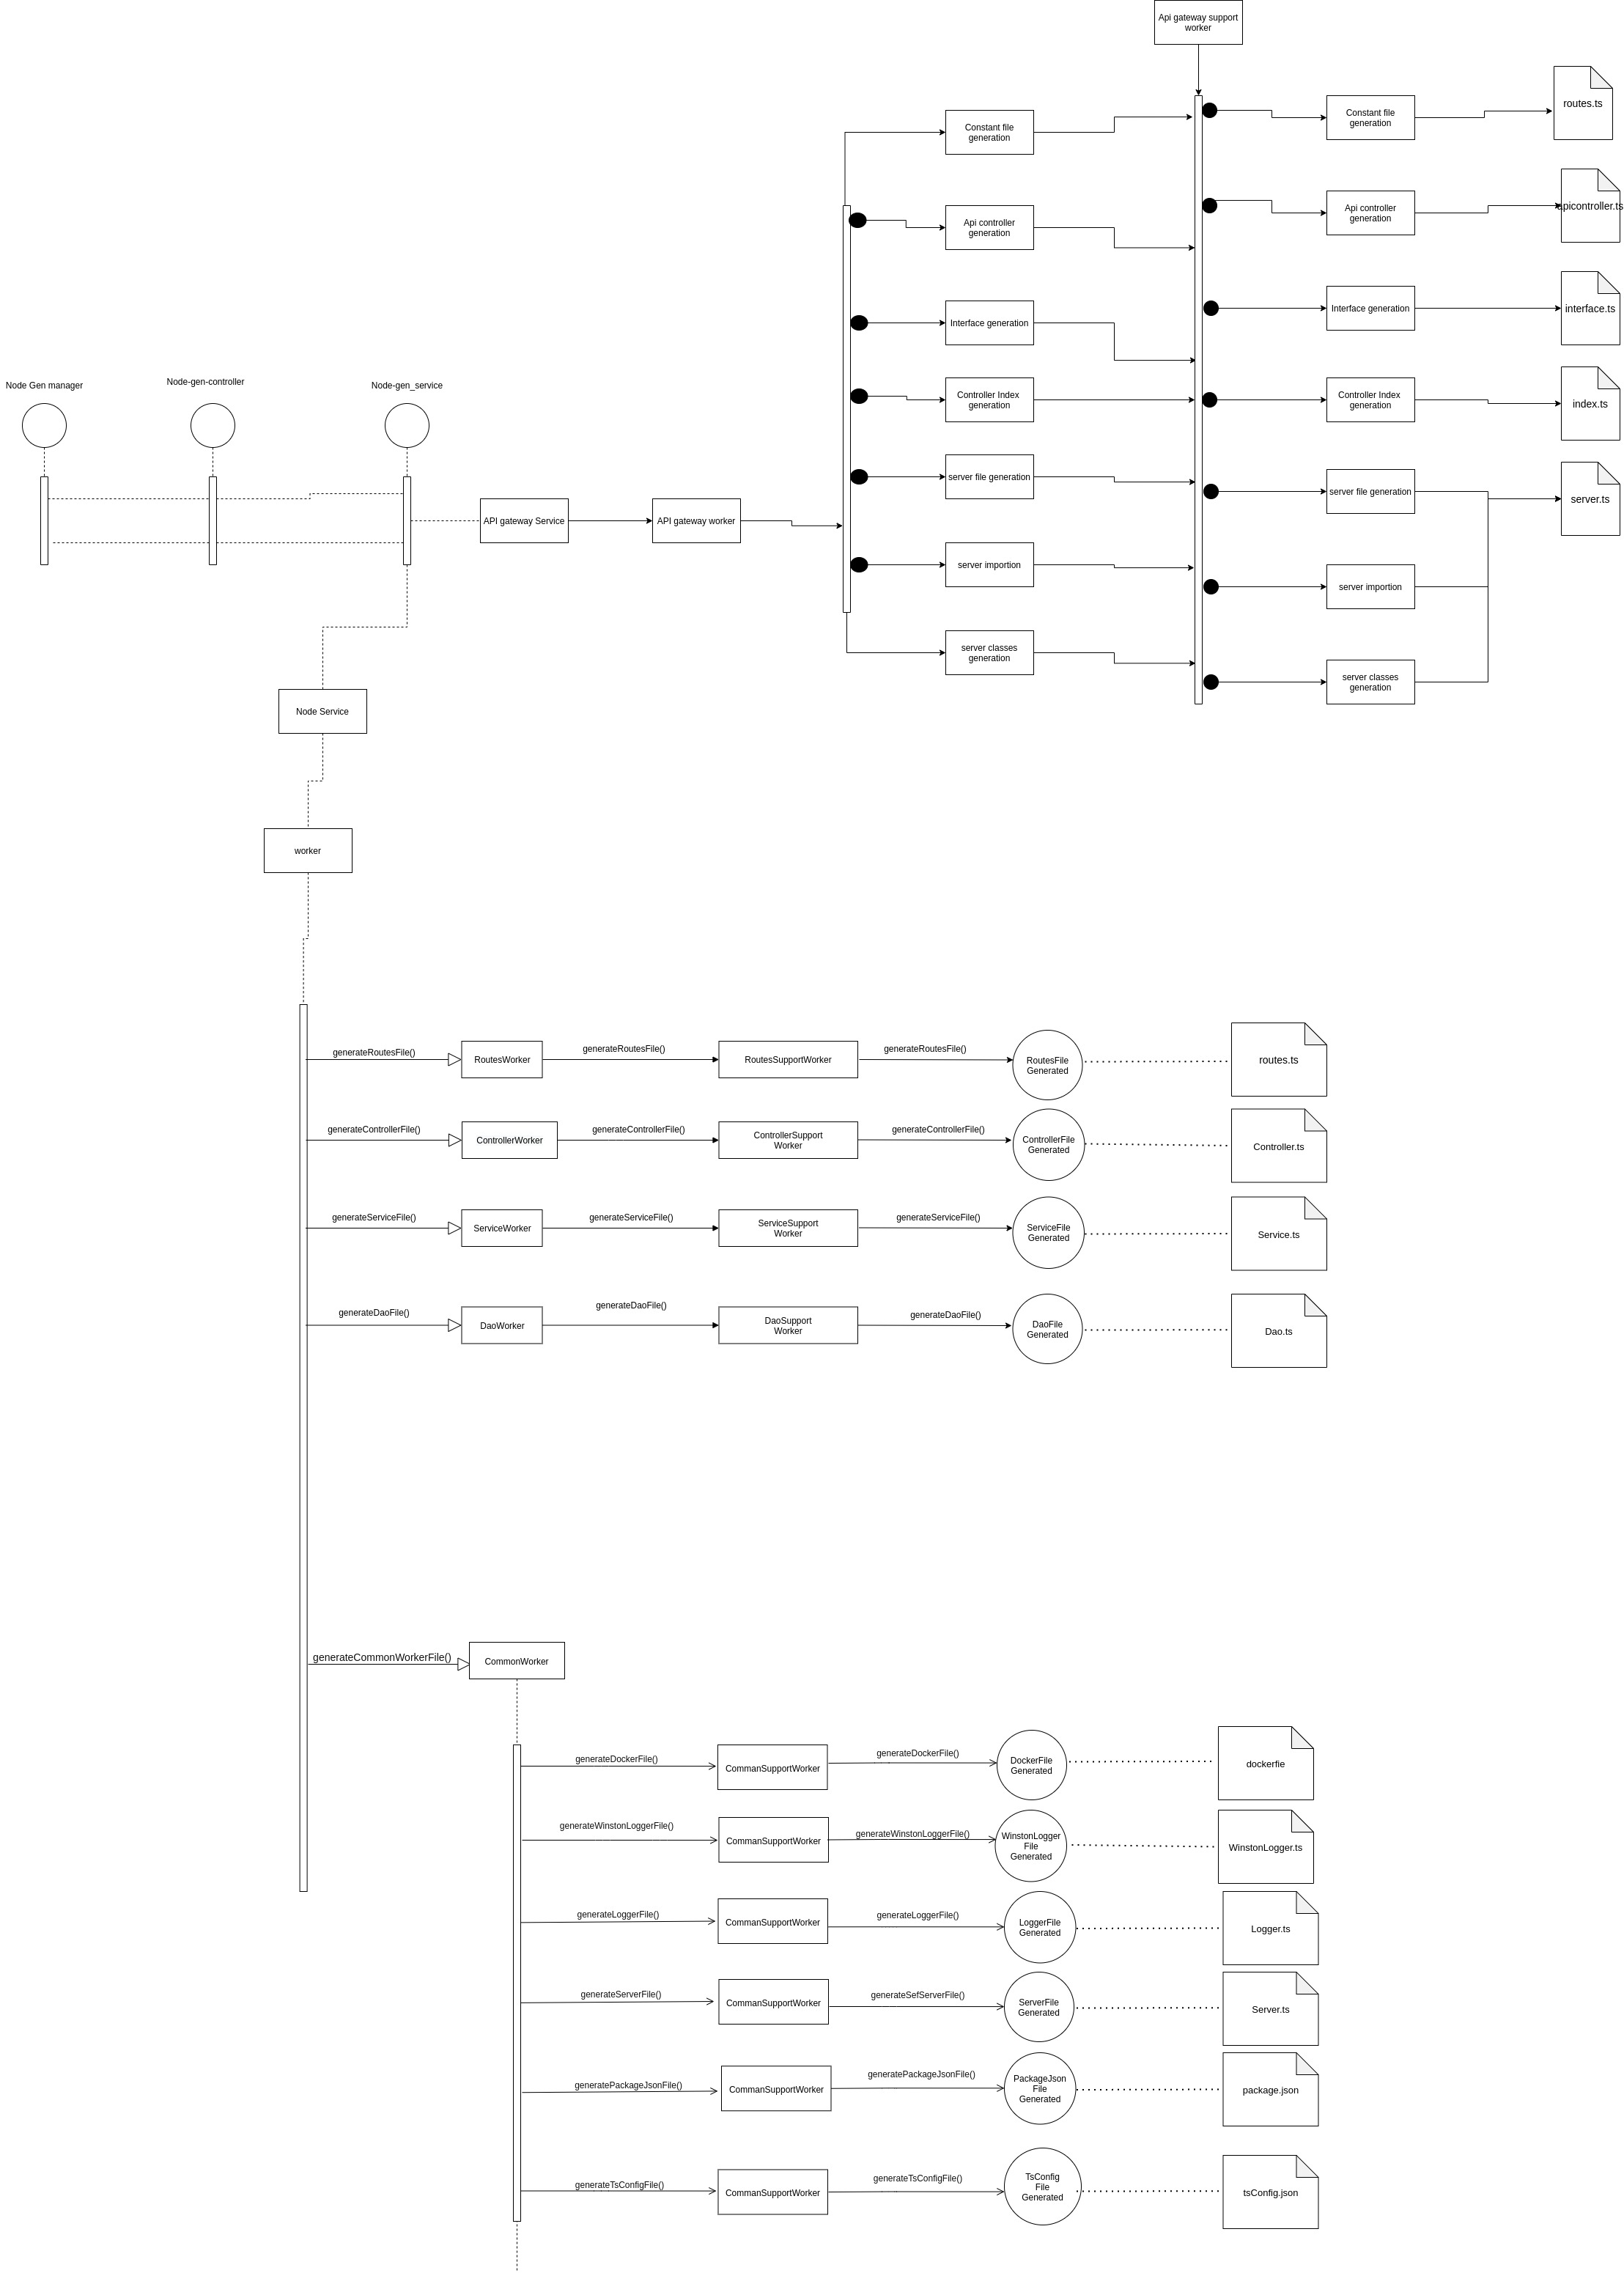 Api gateway support
worker
Constant file
generation
Constant file
generation
routes.ts
Api controller
generation
Api controller
generation
apicontroller.ts
Interface generation
Interface generation
interface.ts
Node Gen manager
Node-gen-controller
Node-gen_service
Controller Index
generation
Controller Index
generation
index.ts
server file generation
server file generation
server.ts
API gateway Service
API gateway worker
server importion
server importion
server classes
generation
server classes
generation
Node Service
worker
generateRoutesFile()
RoutesWorker
generateRoutesFile()
RoutesSupportWorker
generateRoutesFile()
RoutesFile
Generated
routes.ts
generateControllerFile()
ControllerWorker
generateControllerFile()
ControllerSupport
Worker
generateControllerFile()
ControllerFile
Generated
Controller.ts
generateServiceFile()
ServiceWorker
generateServiceFile()
ServiceSupport
Worker
generateServiceFile()
ServiceFile
Generated
Service.ts
generateDaoFile()
DaoWorker
generateDaoFile()
DaoSupport
Worker
generateDaoFile()
DaoFile
Generated
Dao.ts
generateCommonWorkerFile()
CommonWorker
generateDockerFile()
CommanSupportWorker
generateDockerFile()
DockerFile
Generated
dockerfie
generateWinstonLoggerFile()
CommanSupportWorker
generateWinstonLoggerFile()
WinstonLogger
File
Generated
WinstonLogger.ts
generateLoggerFile()
CommanSupportWorker
generateLoggerFile()
LoggerFile
Generated
Logger.ts
generateServerFile()
CommanSupportWorker
generateSefServerFile()
ServerFile
Generated
Server.ts
generatePackageJsonFile()
CommanSupportWorker
generatePackageJsonFile()
PackageJson
File
Generated
package.json
generateTsConfigFile()
CommanSupportWorker
generateTsConfigFile()
TsConfig
File
Generated
tsConfig.json